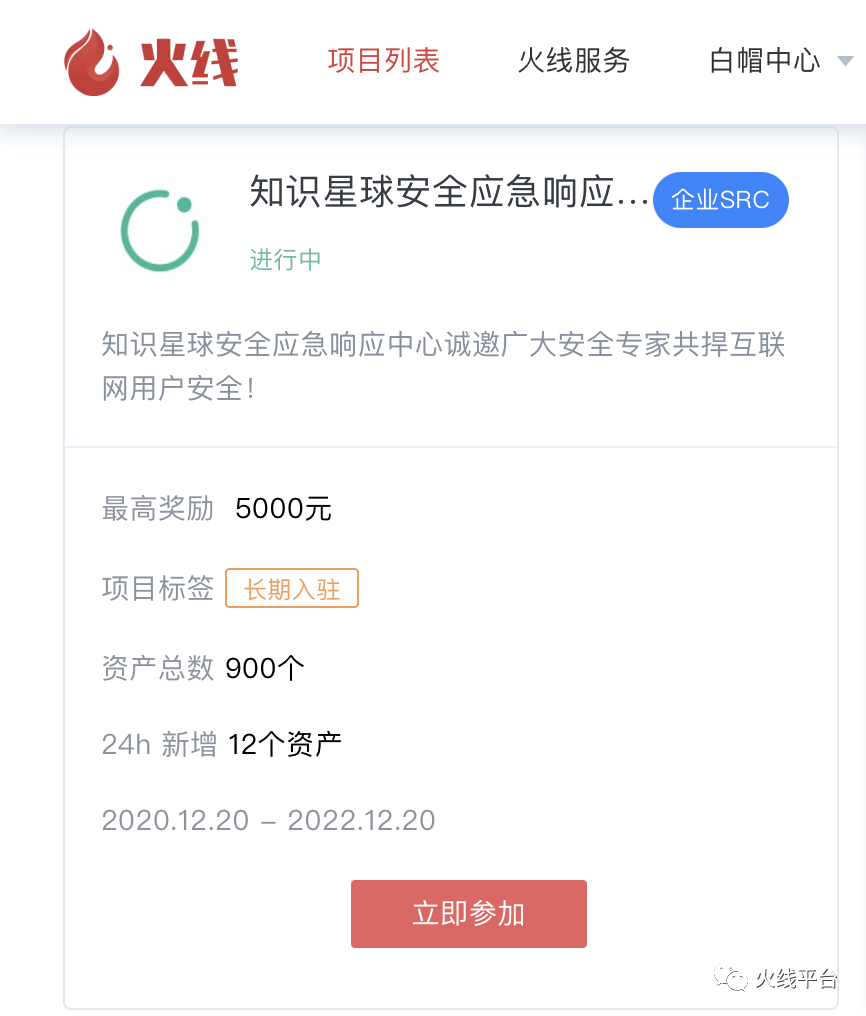 火线 项目列表 火线服务 白帽中心
知识星球安全应急响应... 企业SRC
进行中
知识星球安全应急响应中心诚邀广大安全专家共捍互联
网用户安全!
最高奖励 5000元
项目标签 长期入驻
资产总数 900个
24h 新增 12个资产
2020.12.20 – 2022.12.20
立即参加
火线平台